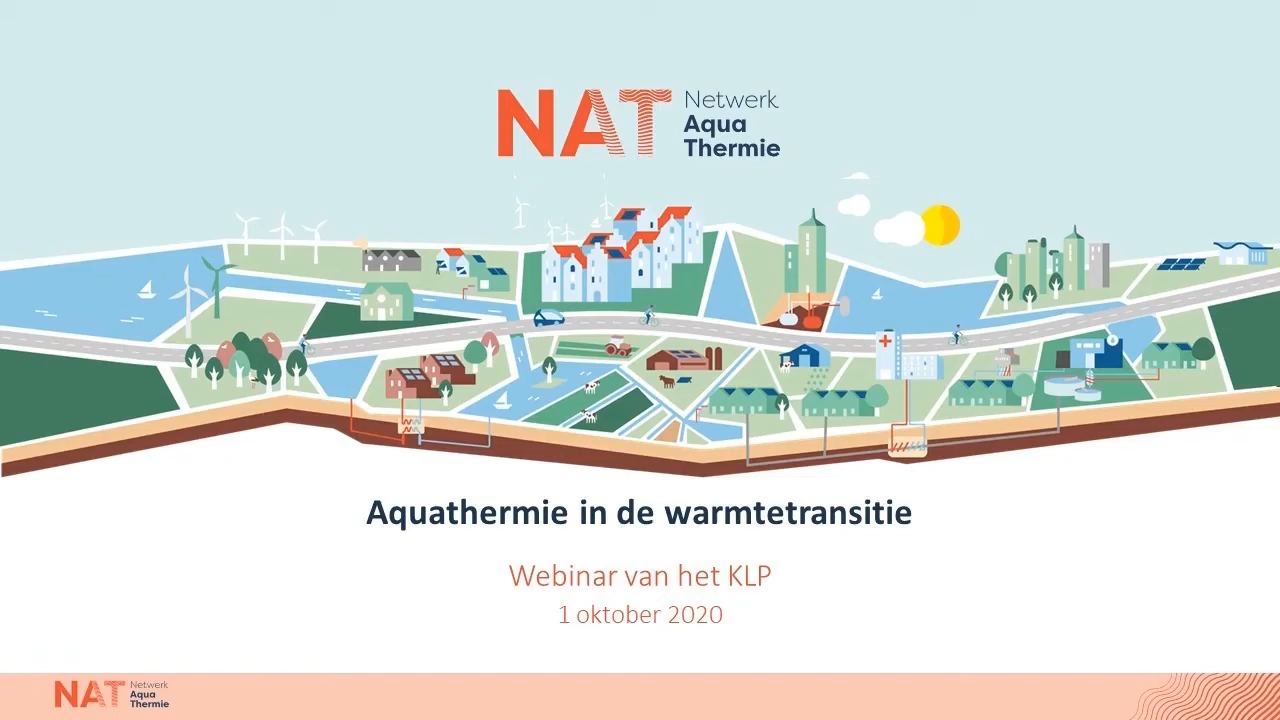 NAT
Netwerk
Aqua
Thermie
Aquathermie in de warmtetransitie
Webinar van het KLP
1 oktober 2020
NAT
Netwerk
Aqua
Thermie